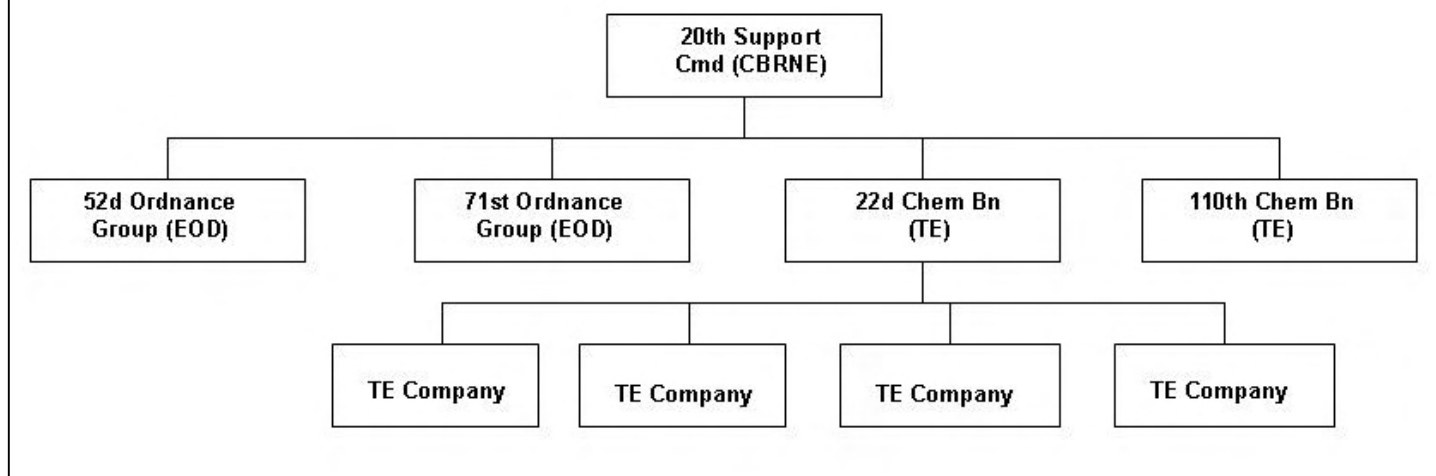 20th Support
Cmd (CBRNE)
52d Ordnance
Group (EOD)
71st Ordnance
Group (EOD)
22d Chem Bn
(TE)
110th Chem Bn
(TE)
TE Company
TE Company
TE Company
TE Company